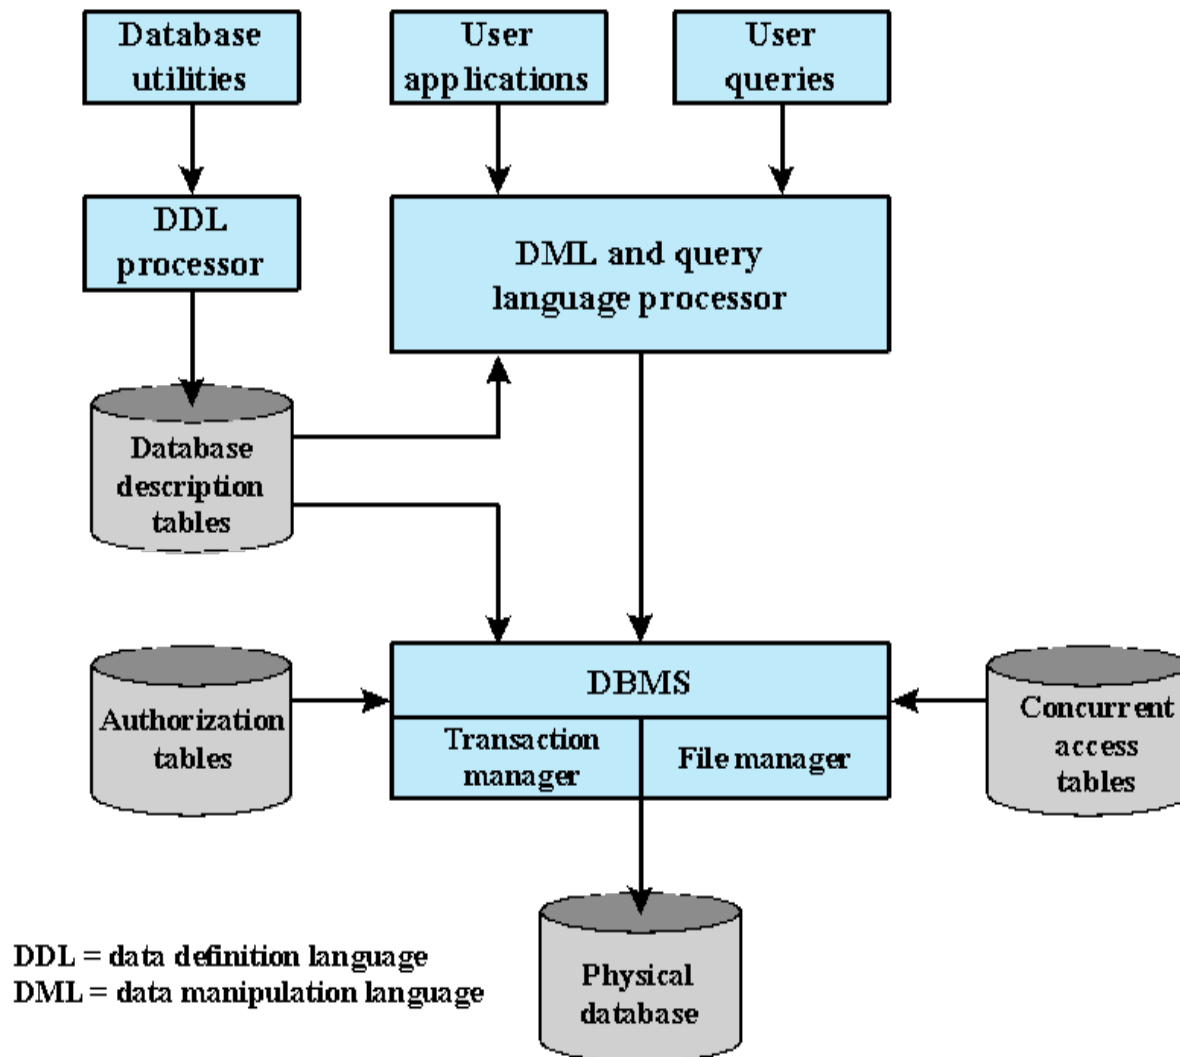 Database
utilities
User
applications
User
queries
DDL
processor
DML and query
language processor
Database
description
tables
Authorization
tables
DBMS
Transaction
manager
File manager
Concurrent
access
tables
Physical
database
DDL = data definition language
DML = data manipulation language